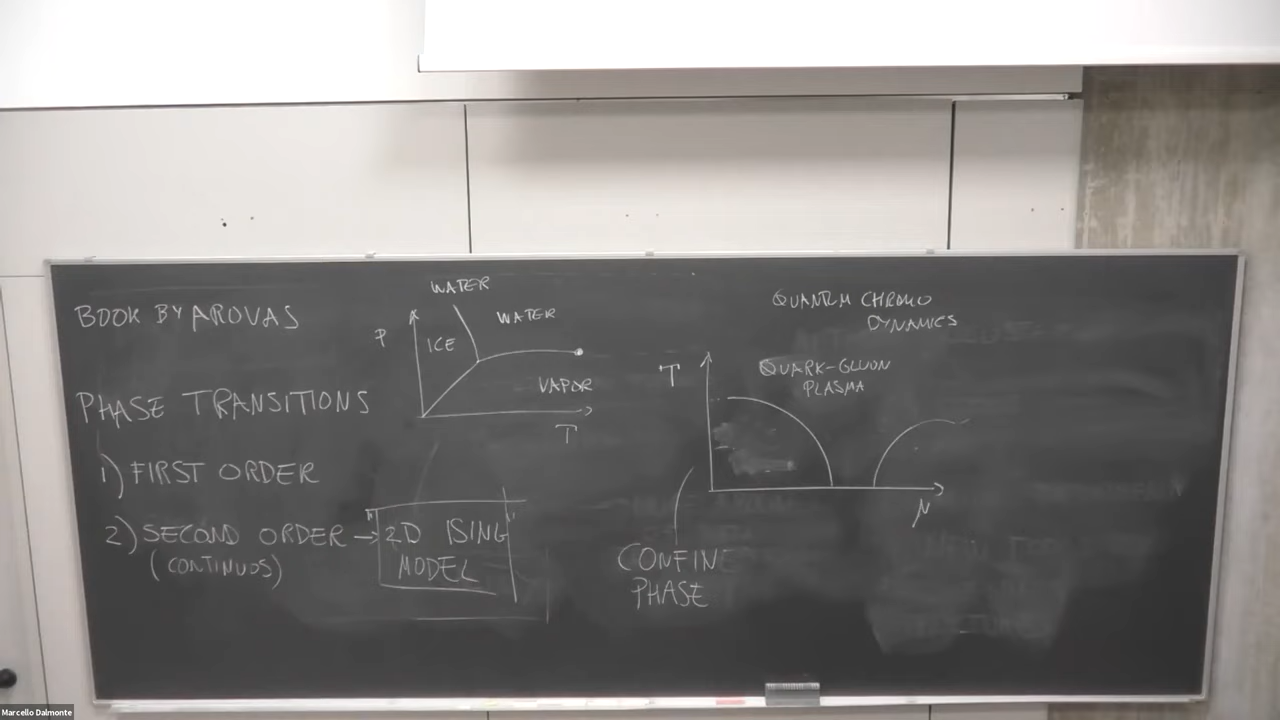 BOOK BY AROVAS
PHASE TRANSITIONS
1) FIRST ORDER
2) SECOND ORDER → "2D ISING
MODEL"
(CONTINUOS)
WATER
WATER
P
ICE
VAPOR
T
QUANTUM CHROMO
DYNAMICS
T
QUARK-GLUON
PLASMA
μ
CONFINE
PHASE
Marcello Dalmonte